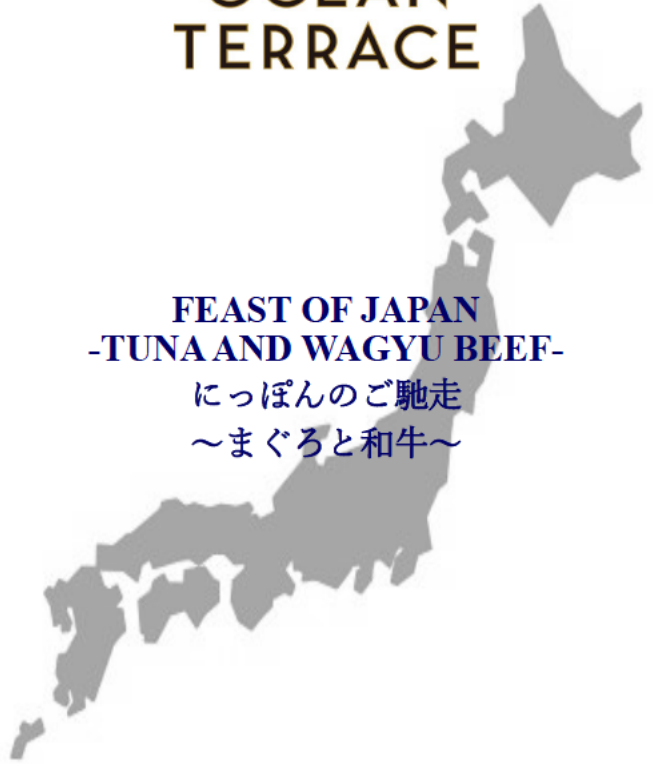 OCEAN
TERRACE
FEAST OF JAPAN
-TUNA AND WAGYU BEEF-
にっぽんのご馳走
～まぐろと和牛～